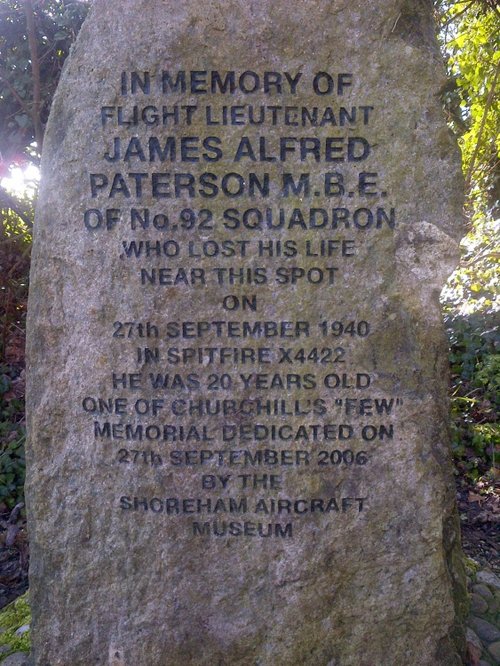 IN MEMORY OF
FLIGHT LIEUTENANT
JAMES ALFRED
PATERSON M.B.E.
OF No.92 SQUADRON
WHO LOST HIS LIFE
NEAR THIS SPOT
ON
27th SEPTEMBER 1940
IN SPITFIRE X4422
HE WAS 20 YEARS OLD
ONE OF CHURCHILL'S "FEW"
MEMORIAL DEDICATED ON
27th SEPTEMBER 2006
BY THE
SHOREHAM AIRCRAFT
MUSEUM